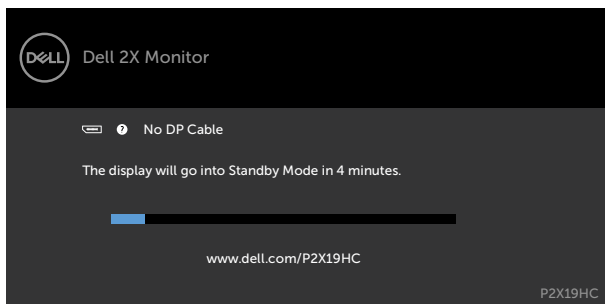 DELL Dell 2X Monitor
? No DP Cable
The display will go into Standby Mode in 4 minutes.
www.dell.com/P2X19HC
P2X19HC